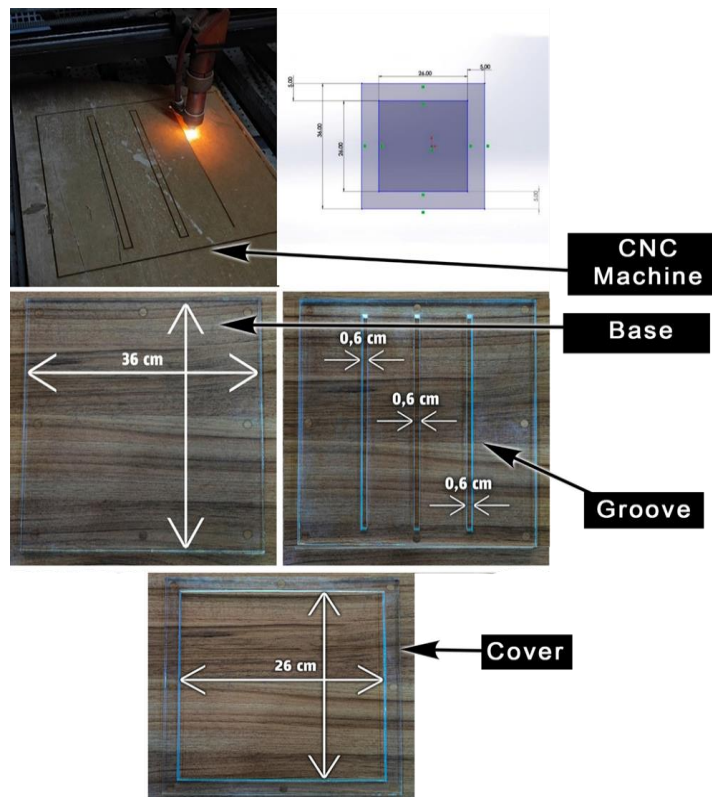 26.00
5.00
5.00
36.00
26.00
5.00
CNC
Machine
Base
36 cm
0,6 cm
0,6 cm
0,6 cm
Groove
Cover
26 cm